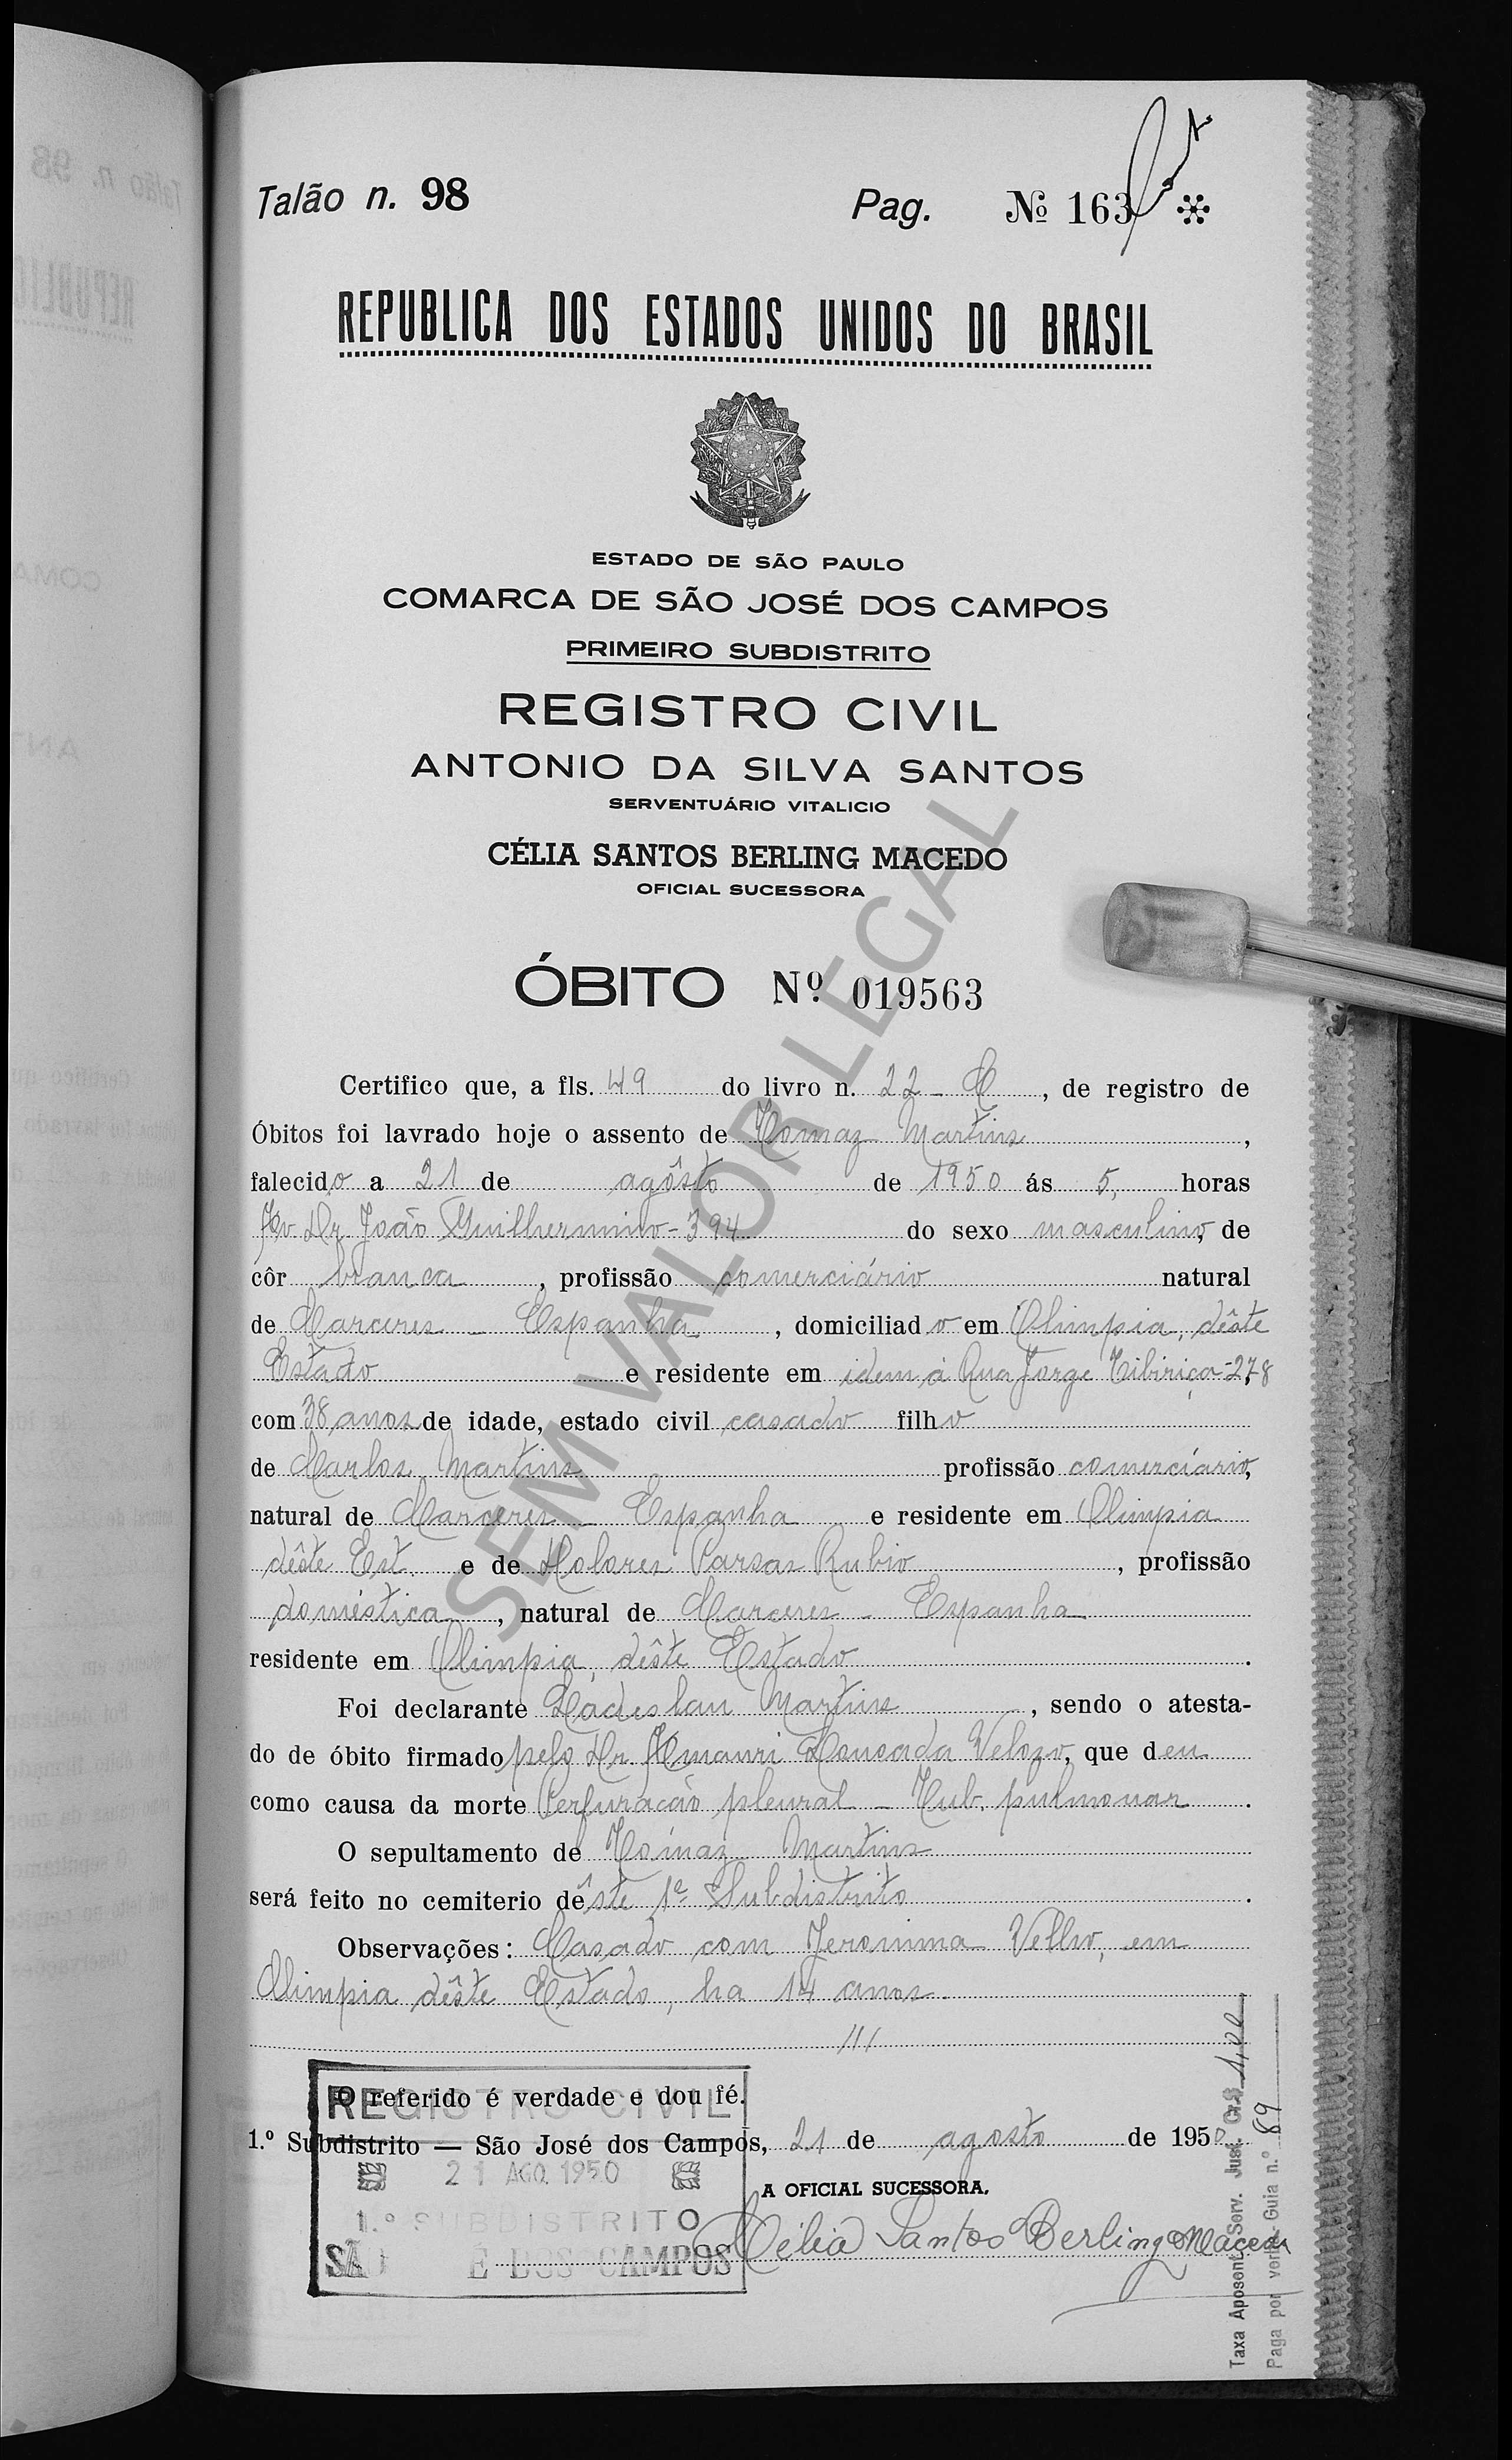 Talão n. 98 Pag. Nº 163
REPUBLICA DOS ESTADOS UNIDOS DO BRASIL
ESTADO DE SÃO PAULO
COMARCA DE SÃO JOSÉ DOS CAMPOS
PRIMEIRO SUBDISTRITO
REGISTRO CIVIL
ANTONIO DA SILVA SANTOS
SERVENTUÁRIO VITALICIO
CÉLIA SANTOS BERLING MACEDO
OFICIAL SUCESSORA
ÓBITO Nº 019563
Certifico que, a fls. 49 do livro n. 22 - C, de registro de
Óbitos foi lavrado hoje o assento de Tomaz Martins,
falecido a 21 de agôsto de 1950 ás 5, horas
Av. Dr. João Guilhermino - 394 do sexo masculino, de
côr branca, profissão comerciário natural
de Carceres - Espanha, domiciliado em Olimpia, dêste
Estado e residente em idem á Rua Jorge Tibiriça - 278
com 38 anos de idade, estado civil casado filho
de Carlos Martins profissão comerciário,
natural de Carceres - Espanha e residente em Olimpia
dêste Est. e de Dolores Parsas Rubio, profissão
doméstica, natural de Carceres - Espanha
residente em Olimpia, dêste Estado.
Foi declarante Ladislau Martins, sendo o atesta-
do de óbito firmado pelo Dr. Amauri Louzada Velozo, que deu
como causa da morte Perfuração pleural - Tub. pulmonar.
O sepultamento de Tomaz Martins
será feito no cemiterio dêste 1º Subdistrito.
Observações: Casado com Jeronima Velho, em
Olimpia dêste Estado, ha 14 anos.
O referido é verdade e dou fé.
1.º Subdistrito — São José dos Campos, 21 de agosto de 1950
A OFICIAL SUCESSORA,
Célia Santos Berling Macedo
REGISTRO CIVIL
21 AGO. 1950
1.º SUBDISTRITO
SÃO É DOS CAMPOS
Taxa Aposent. Serv. Just. Cr.$ 1,00
Paga por verba. Guia n.º 89
SEM VALOR LEGAL